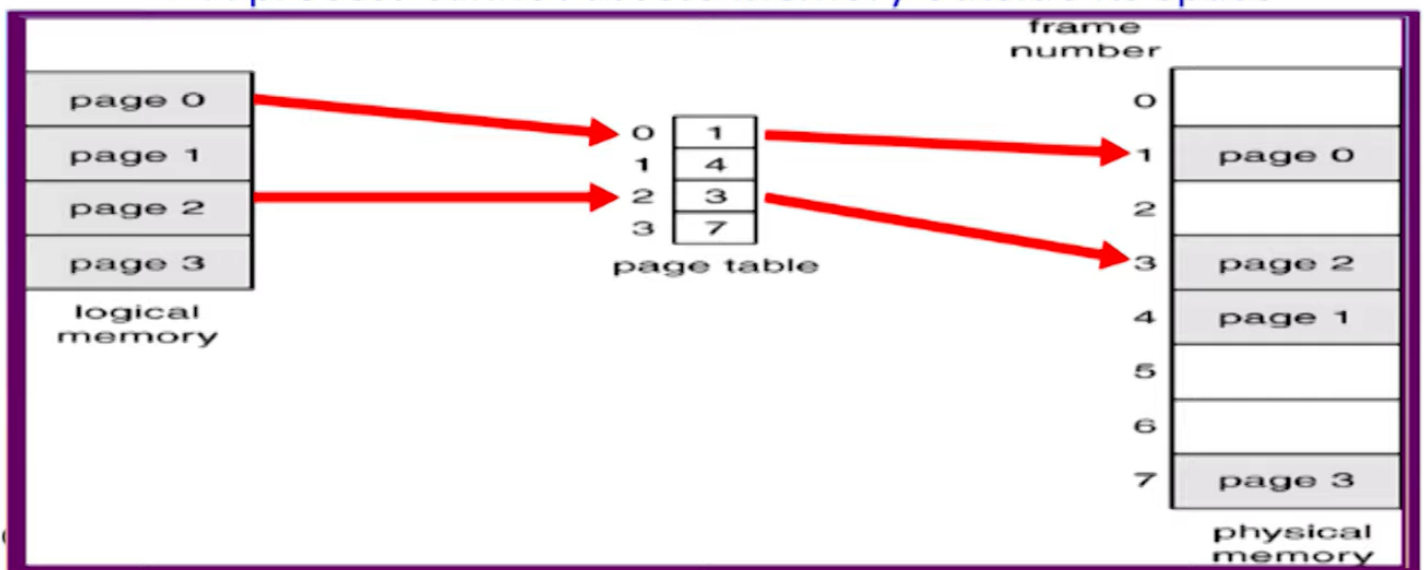 frame
number
page 0
page 1
page 2
page 3
logical
memory
0 1
1 4
2 3
3 7
page table
0
1 page 0
2
3 page 2
4 page 1
5
6
7 page 3
physical
memory